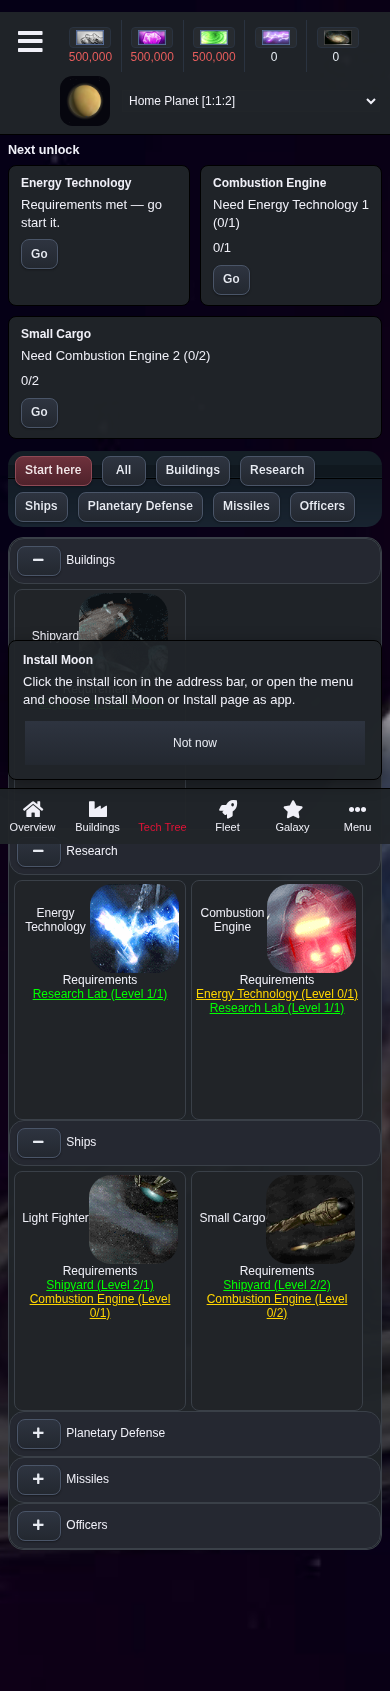 500,000 500,000 500,000 0 0
Home Planet [1:1:2]
Next unlock
Energy Technology
Requirements met — go
start it.
Go
Combustion Engine
Need Energy Technology 1
(0/1)
0/1
Go
Small Cargo
Need Combustion Engine 2 (0/2)
0/2
Go
Start here All Buildings Research
Ships Planetary Defense Missiles Officers
Buildings
Shipyard
Install Moon
Click the install icon in the address bar, or open the menu
and choose Install Moon or Install page as app.
Not now
Overview Buildings Tech Tree Fleet Galaxy Menu
Research
Energy
Technology
Requirements
Research Lab (Level 1/1)
Combustion
Engine
Requirements
Energy Technology (Level 0/1)
Research Lab (Level 1/1)
Ships
Light Fighter
Requirements
Shipyard (Level 2/1)
Combustion Engine (Level
0/1)
Small Cargo
Requirements
Shipyard (Level 2/2)
Combustion Engine (Level
0/2)
Planetary Defense
Missiles
Officers